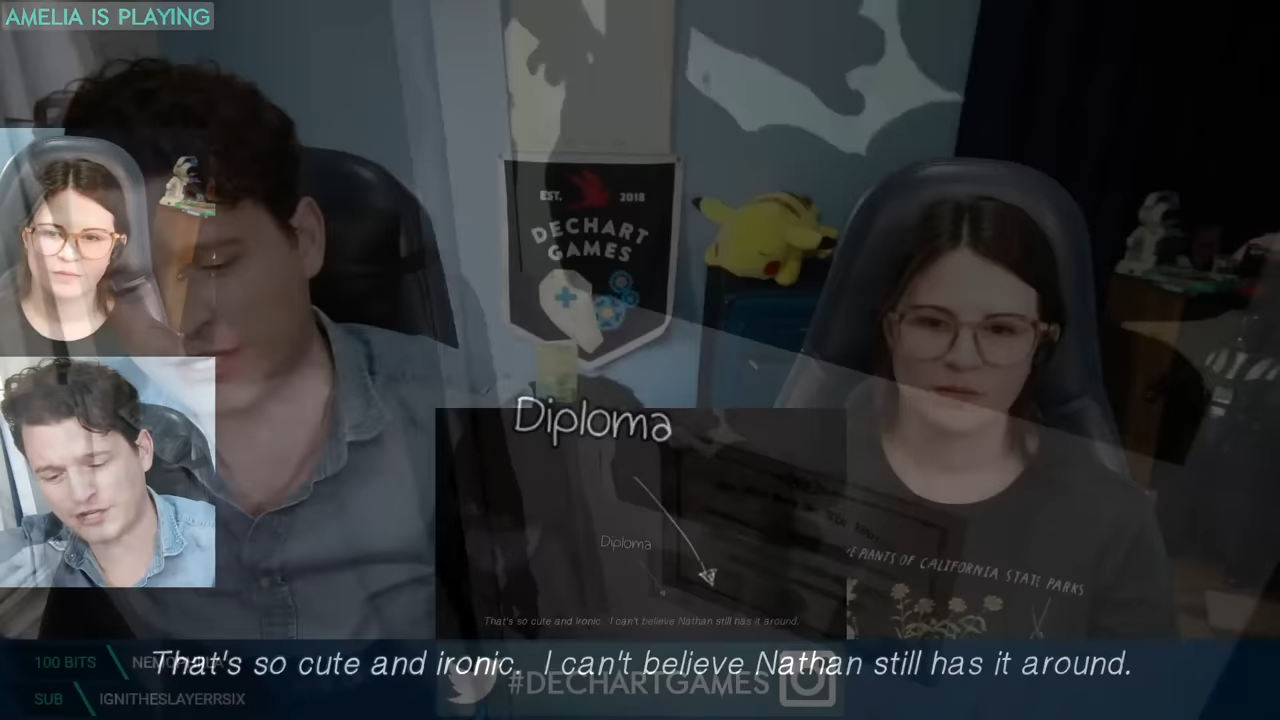 AMELIA IS PLAYING
EST. 2018
DECHART
GAMES
Diploma
Diploma
PLANTS OF CALIFORNIA STATE PARKS
That's so cute and ironic. I can't believe Nathan still has it around.
That's so cute and ironic. I can't believe Nathan still has it around.
100 BITS
#DECHARTGAMES
SUB IGNITHESLAYERRSIX